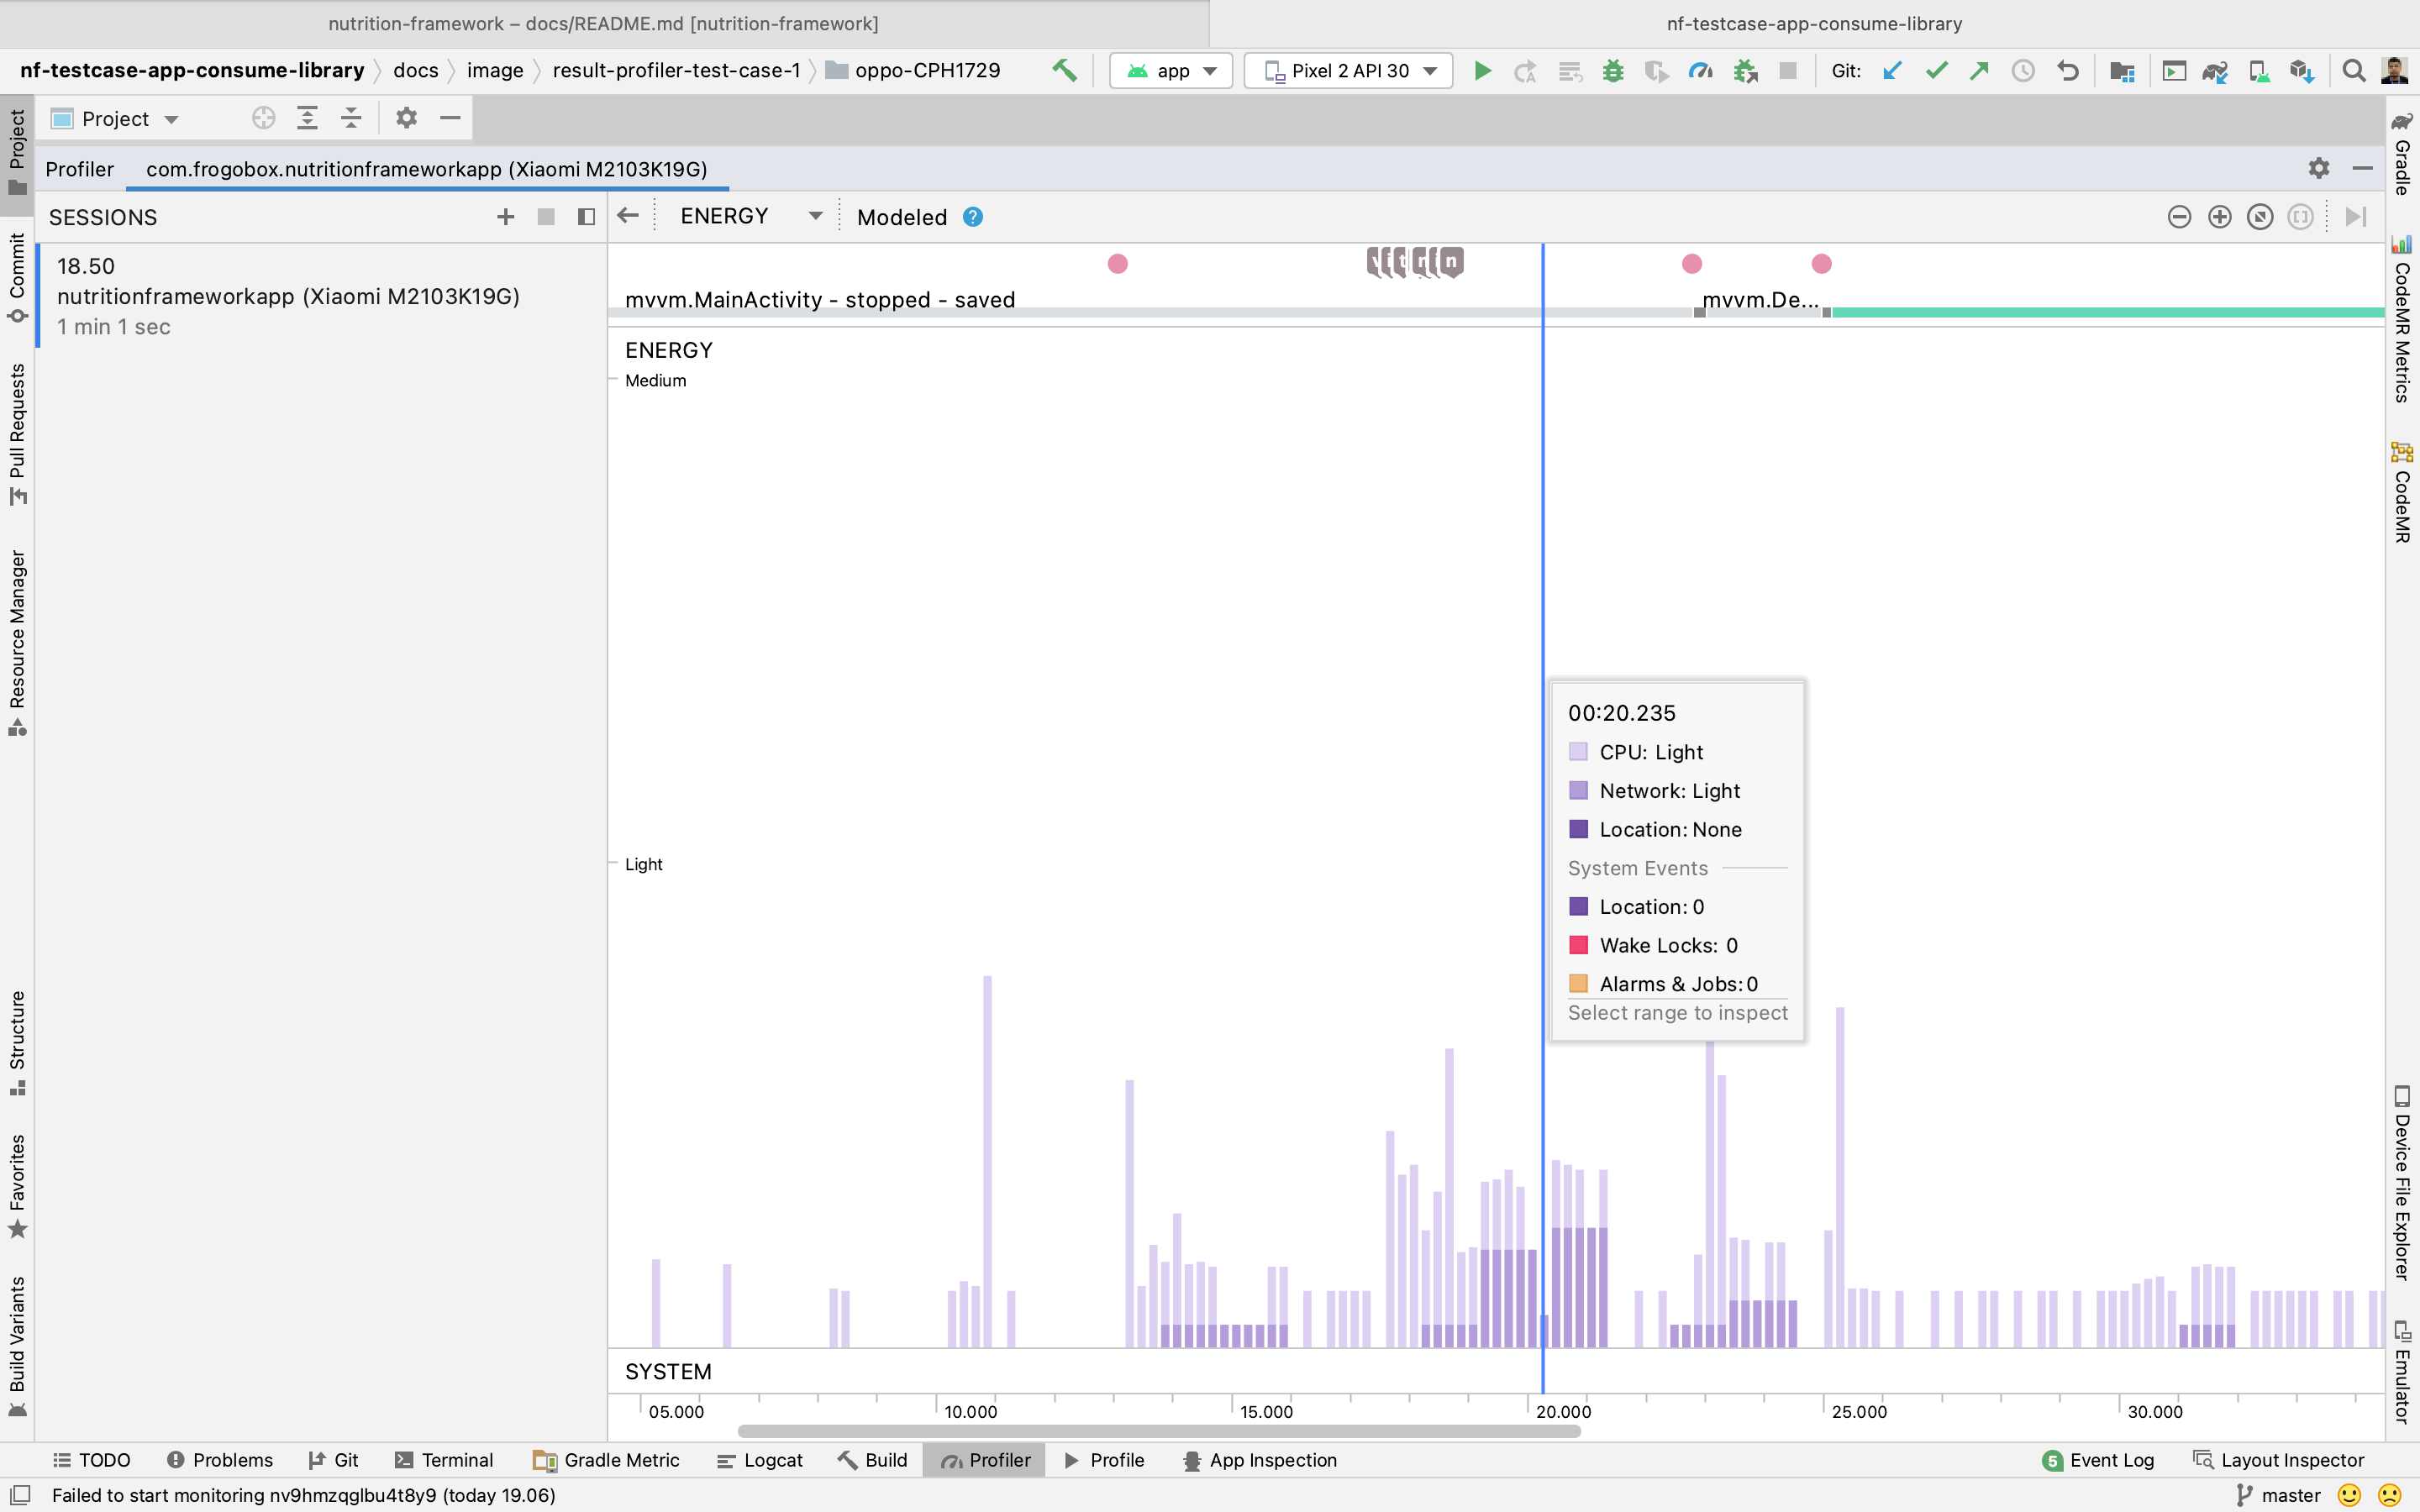 nutrition-framework – docs/README.md [nutrition-framework]
nf-testcase-app-consume-library
nf-testcase-app-consume-library docs image result-profiler-test-case-1 oppo-CPH1729 app Pixel 2 API 30 Git:
Project
Profiler com.frogobox.nutritionframeworkapp (Xiaomi M2103K19G)
SESSIONS
ENERGY Modeled ?
18.50
nutritionframeworkapp (Xiaomi M2103K19G)
1 min 1 sec
mvvm.MainActivity - stopped - saved
mvvm.De...
ENERGY
Medium
Light
00:20.235
CPU: Light
Network: Light
Location: None
System Events
Location: 0
Wake Locks: 0
Alarms & Jobs: 0
Select range to inspect
SYSTEM
05.000 10.000 15.000 20.000 25.000 30.000
Project
Commit
Pull Requests
Resource Manager
Structure
Favorites
Build Variants
Gradle
CodeMR Metrics
CodeMR
Device File Explorer
Emulator
TODO Problems Git Terminal Gradle Metric Logcat Build Profiler Profile App Inspection 5 Event Log Layout Inspector
Failed to start monitoring nv9hmzqglbu4t8y9 (today 19.06) master